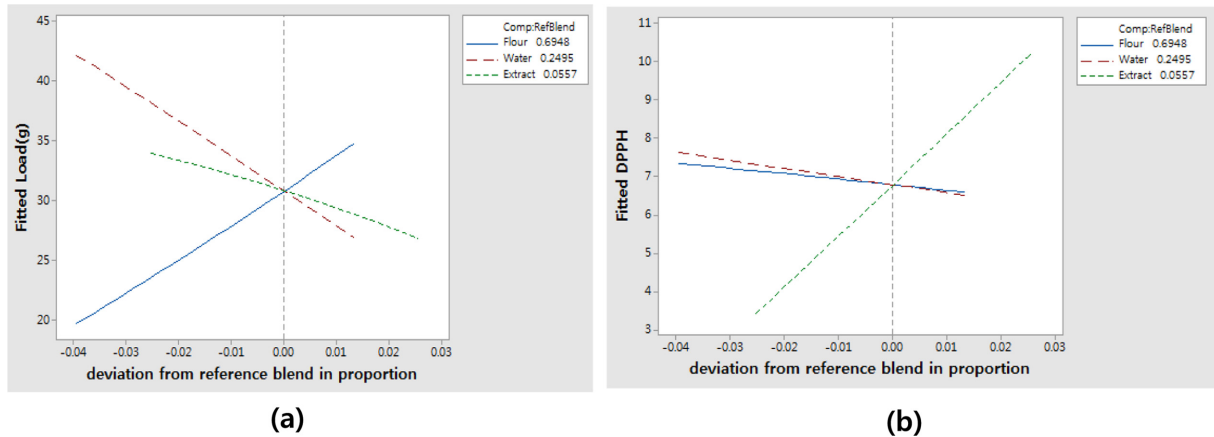 45
40
35
30
25
20
Fitted Load(g)
-0.04 -0.03 -0.02 -0.01 0.00 0.01 0.02 0.03
deviation from reference blend in proportion
Comp:RefBlend
Flour 0.6948
Water 0.2495
Extract 0.0557
(a)
11
10
9
8
7
6
5
4
3
Fitted DPPH
-0.04 -0.03 -0.02 -0.01 0.00 0.01 0.02 0.03
deviation from reference blend in proportion
Comp:RefBlend
Flour 0.6948
Water 0.2495
Extract 0.0557
(b)